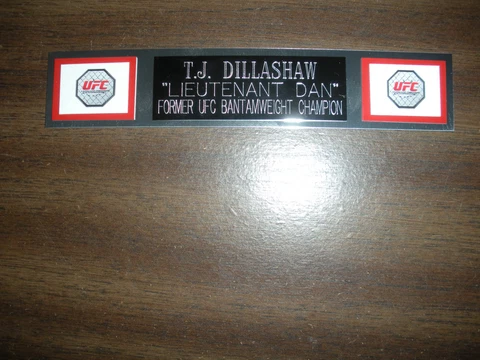 UFC
T.J. DILLASHAW
"LIEUTENANT DAN"
FORMER UFC BANTAMWEIGHT CHAMPION
UFC